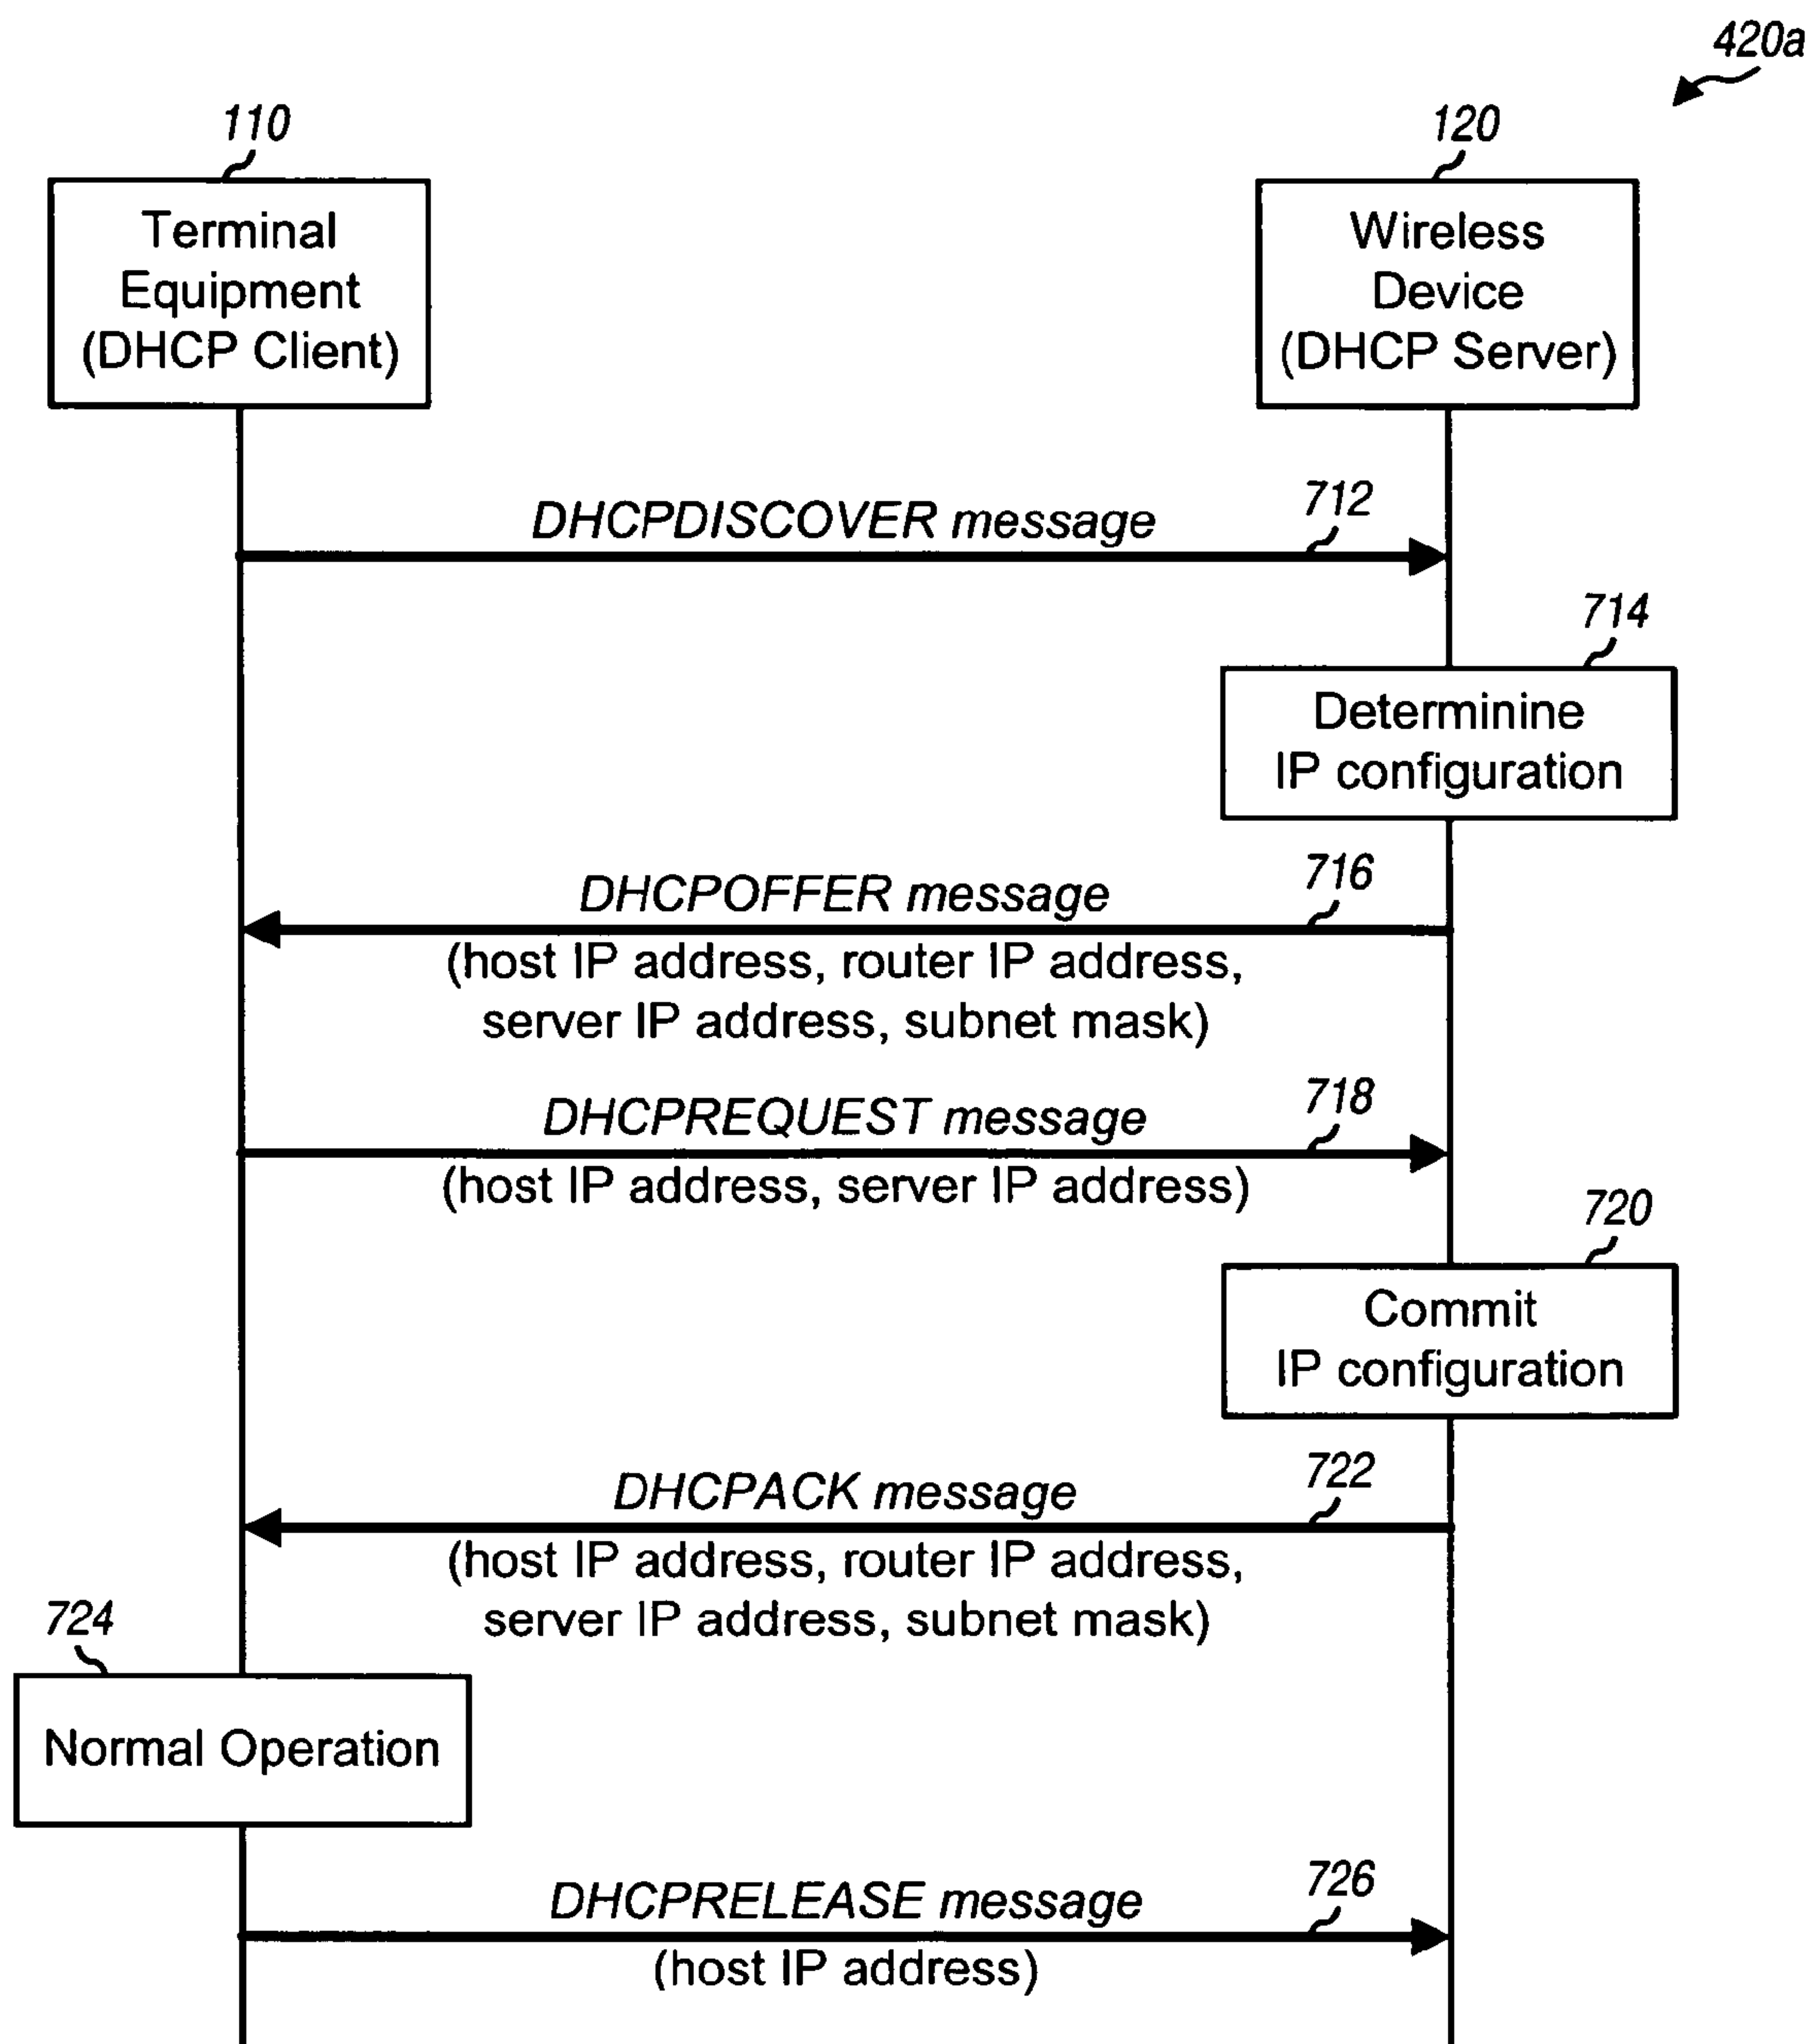 420a
110
120
Terminal
Equipment
(DHCP Client)
Wireless
Device
(DHCP Server)
DHCPDISCOVER message
712
714
Determinine
IP configuration
DHCPOFFER message
716
(host IP address, router IP address,
server IP address, subnet mask)
DHCPREQUEST message
718
(host IP address, server IP address)
720
Commit
IP configuration
DHCPACK message
722
(host IP address, router IP address,
server IP address, subnet mask)
724
Normal Operation
DHCPRELEASE message
726
(host IP address)